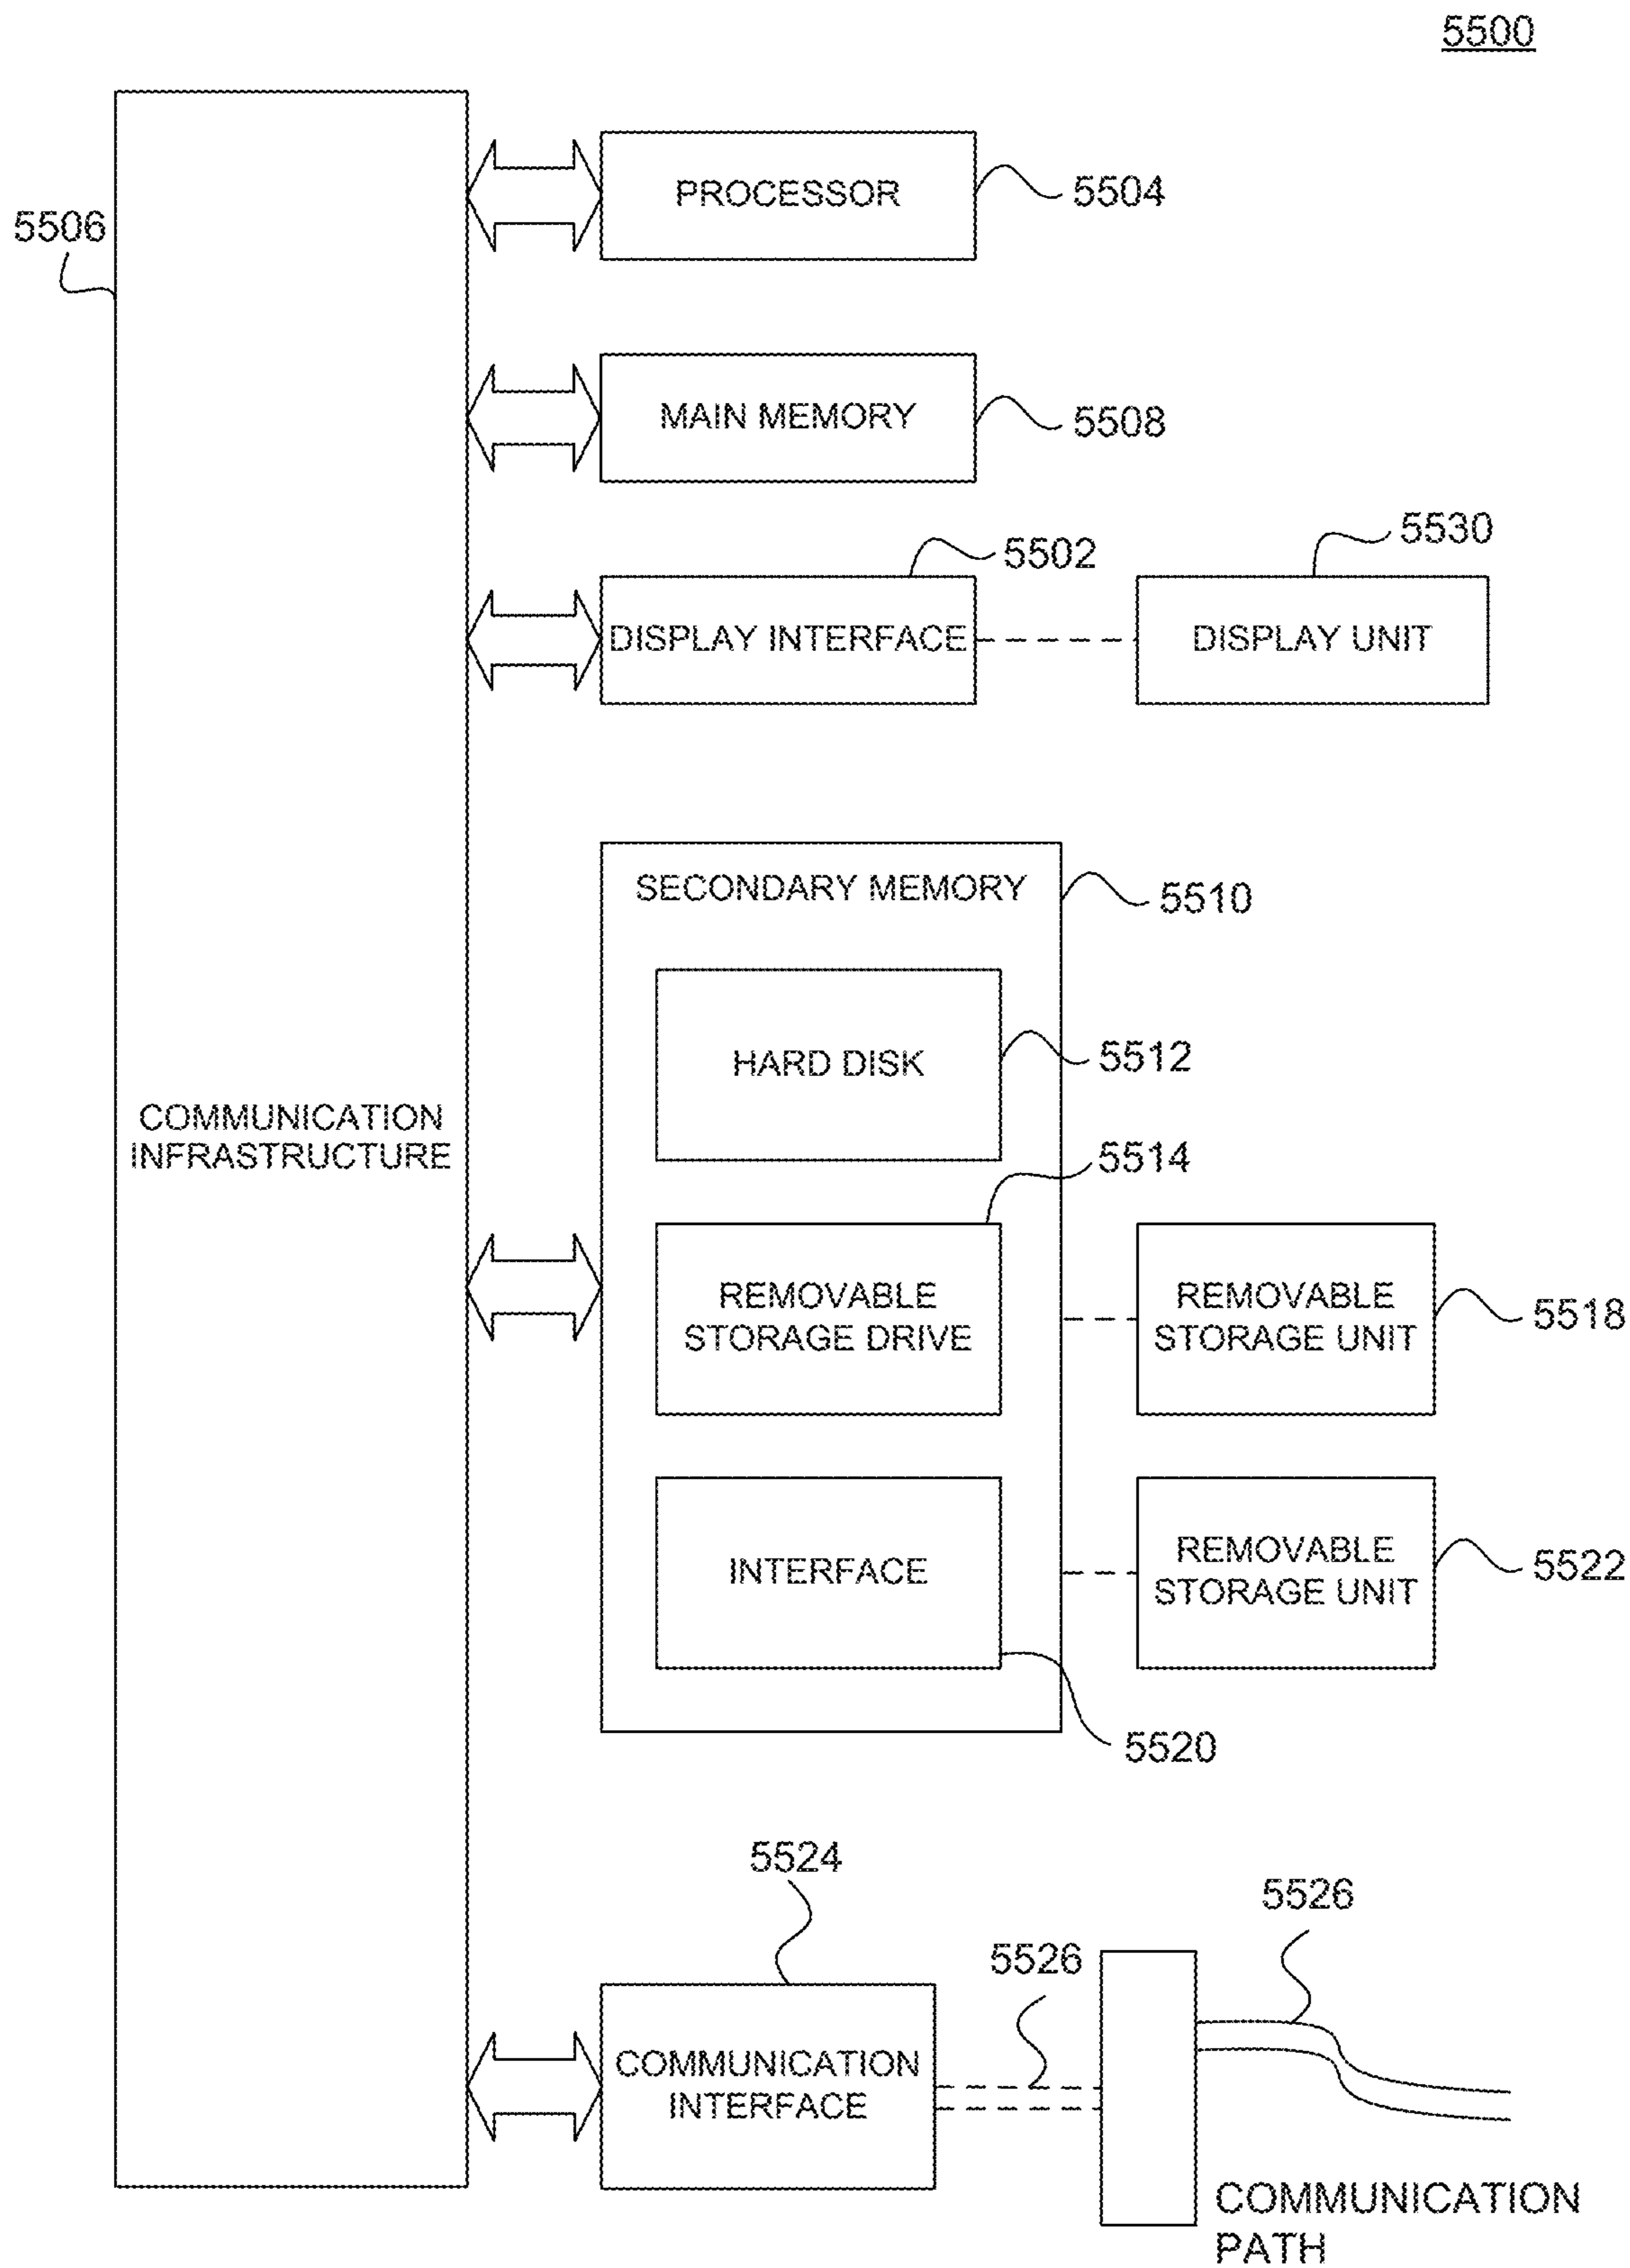 5500
5506
PROCESSOR
5504
MAIN MEMORY
5508
5502
DISPLAY INTERFACE
5530
DISPLAY UNIT
SECONDARY MEMORY
5510
HARD DISK
5512
COMMUNICATION
INFRASTRUCTURE
5514
REMOVABLE
STORAGE DRIVE
REMOVABLE
STORAGE UNIT
5518
INTERFACE
REMOVABLE
STORAGE UNIT
5522
5520
5524
COMMUNICATION
INTERFACE
5526
5526
COMMUNICATION
PATH